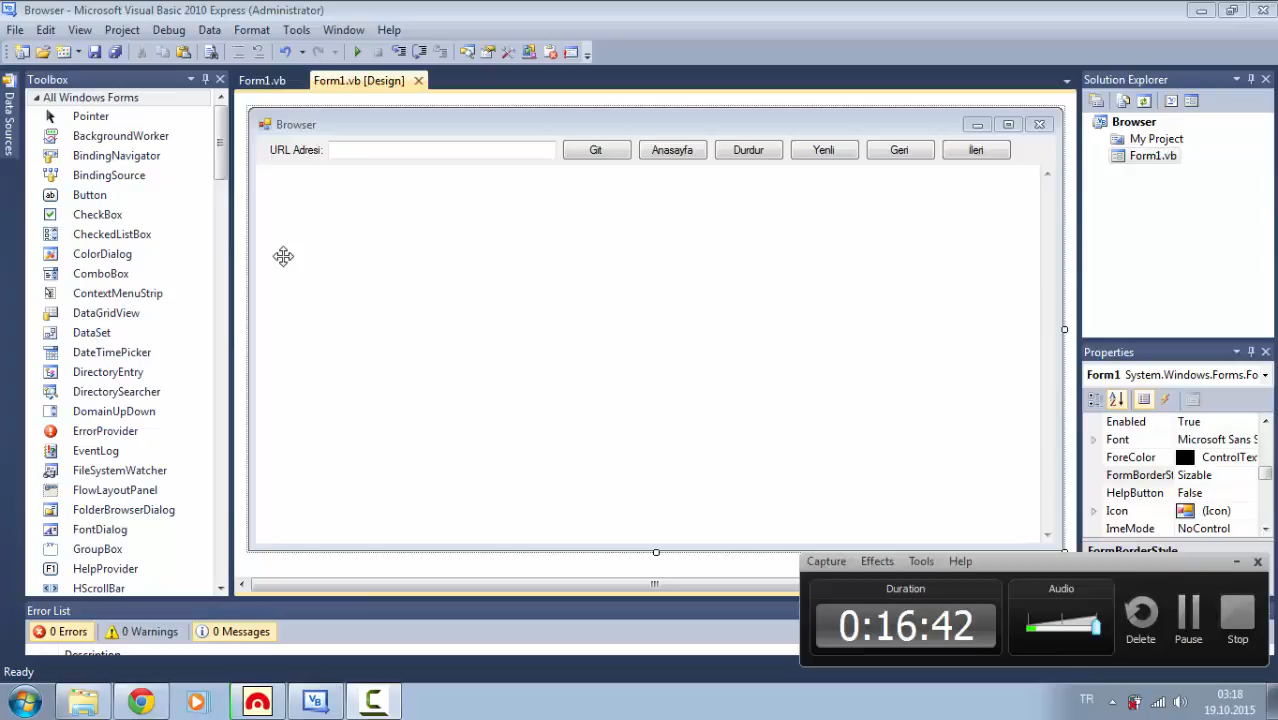 Browser - Microsoft Visual Basic 2010 Express (Administrator)
File Edit View Project Debug Data Format Tools Window Help
Toolbox
Form1.vb
Form1.vb [Design]
Solution Explorer
Data Sources
All Windows Forms
Pointer
BackgroundWorker
BindingNavigator
BindingSource
Button
CheckBox
CheckedListBox
ColorDialog
ComboBox
ContextMenuStrip
DataGridView
DataSet
DateTimePicker
DirectoryEntry
DirectorySearcher
DomainUpDown
ErrorProvider
EventLog
FileSystemWatcher
FlowLayoutPanel
FolderBrowserDialog
FontDialog
GroupBox
HelpProvider
HScrollBar
Browser
URL Adresi: Git Anasayfa Durdur Yenli Geri İleri
Browser
My Project
Form1.vb
Properties
Form1 System.Windows.Forms.Fo
Enabled True
Font Microsoft Sans S
ForeColor ControlTex
FormBorderSt Sizable
HelpButton False
Icon (Icon)
ImeMode NoControl
FormBorderStyle
Capture Effects Tools Help
Duration
0:16:42
Audio
Delete
Pause
Stop
Error List
0 Errors 0 Warnings 0 Messages
Description
Ready
TR
03:18
19.10.2015